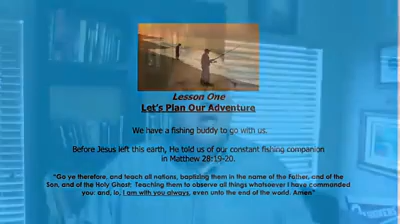 Lesson One
Let's Plan Our Adventure
We have a fishing buddy to go with us.
Before Jesus left this earth, He told us of our constant fishing companion
in Matthew 28:19-20.
"Go ye therefore, and teach all nations, baptizing them in the name of the Father, and of the
Son, and of the Holy Ghost: Teaching them to observe all things whatsoever I have commanded
you: and, lo, I am with you always, even unto the end of the world. Amen"